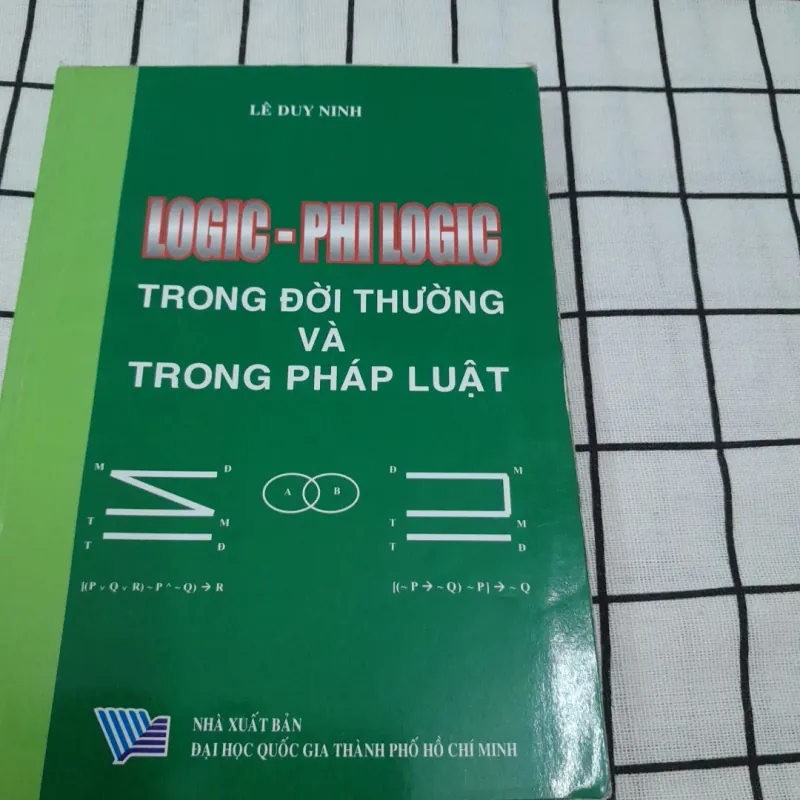 LÊ DUY NINH
LOGIC - PHI LOGIC
TRONG ĐỜI THƯỜNG
VÀ
TRONG PHÁP LUẬT
M Đ
T M
T Đ
A B
Đ M
T M
T Đ
[(P ∨ Q ∨ R) ~ P ^ ~ Q) → R
[(~ P → ~ Q) ~ P] → ~ Q
NHÀ XUẤT BẢN
ĐẠI HỌC QUỐC GIA THÀNH PHỐ HỒ CHÍ MINH